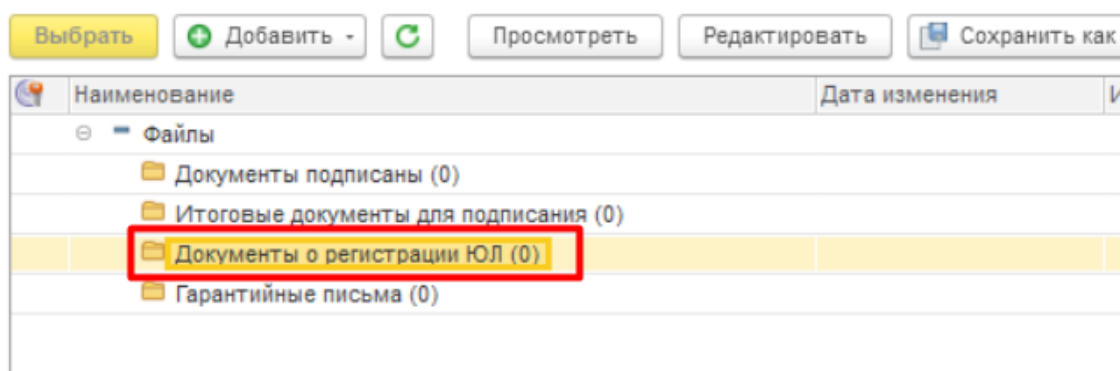 Выбрать Добавить Просмотреть Редактировать Сохранить как
Наименование Дата изменения
Файлы
Документы подписаны (0)
Итоговые документы для подписания (0)
Документы о регистрации ЮЛ (0)
Гарантийные письма (0)